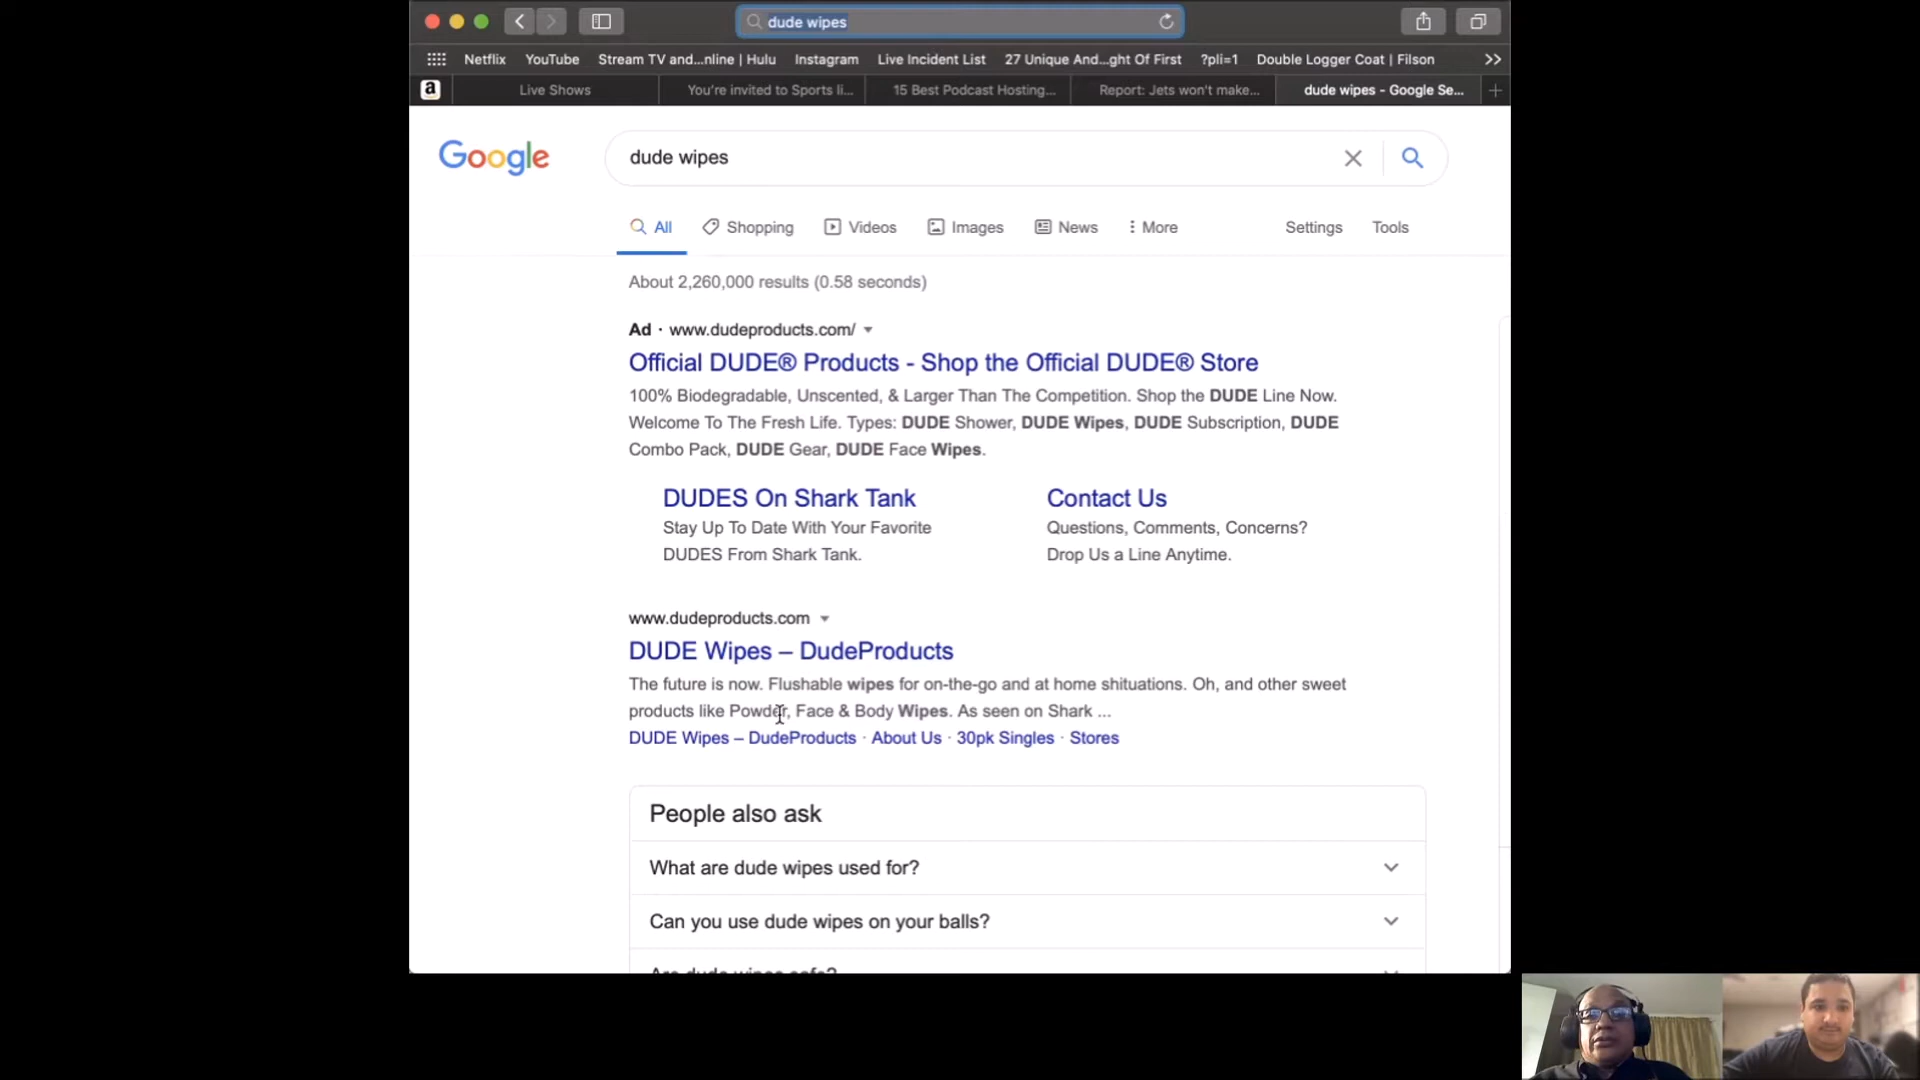 dude wipes
Netflix YouTube Stream TV and...nline | Hulu Instagram Live Incident List 27 Unique And...ght Of First ?pli=1 Double Logger Coat | Filson
a Live Shows You're invited to Sports li... 15 Best Podcast Hosting... Report: Jets won't make... dude wipes - Google Se...
Google dude wipes
All Shopping Videos Images News More Settings Tools
About 2,260,000 results (0.58 seconds)
Ad · www.dudeproducts.com/
Official DUDE® Products - Shop the Official DUDE® Store
100% Biodegradable, Unscented, & Larger Than The Competition. Shop the DUDE Line Now.
Welcome To The Fresh Life. Types: DUDE Shower, DUDE Wipes, DUDE Subscription, DUDE
Combo Pack, DUDE Gear, DUDE Face Wipes.
DUDES On Shark Tank
Stay Up To Date With Your Favorite
DUDES From Shark Tank.
Contact Us
Questions, Comments, Concerns?
Drop Us a Line Anytime.
www.dudeproducts.com
DUDE Wipes – DudeProducts
The future is now. Flushable wipes for on-the-go and at home shituations. Oh, and other sweet
products like Powder, Face & Body Wipes. As seen on Shark ...
DUDE Wipes – DudeProducts · About Us · 30pk Singles · Stores
People also ask
What are dude wipes used for?
Can you use dude wipes on your balls?
Are dude wipes safe?